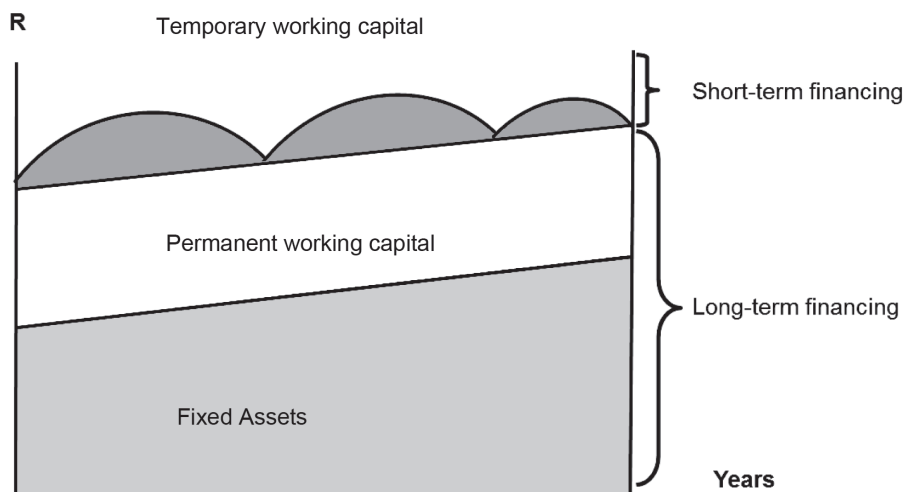 R
Temporary working capital
Short-term financing
Permanent working capital
Long-term financing
Fixed Assets
Years